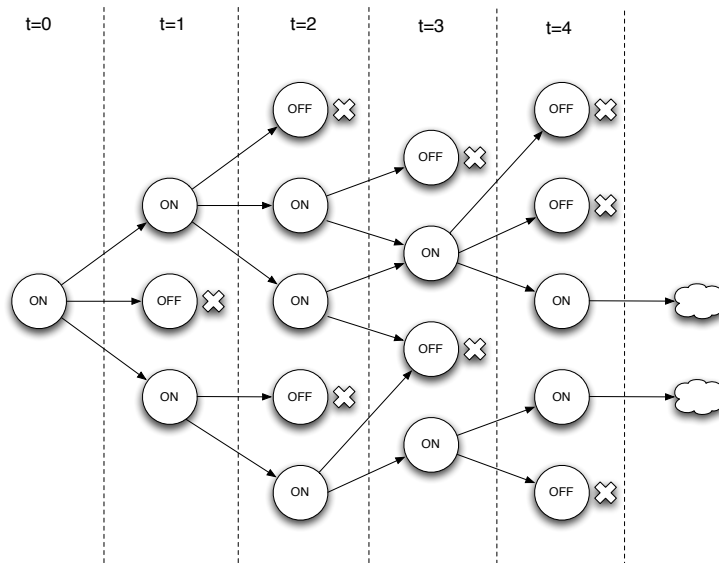 t=0 t=1 t=2 t=3 t=4
OFF OFF
OFF
ON ON OFF
ON
ON OFF ON ON
OFF
ON OFF ON
ON
ON OFF